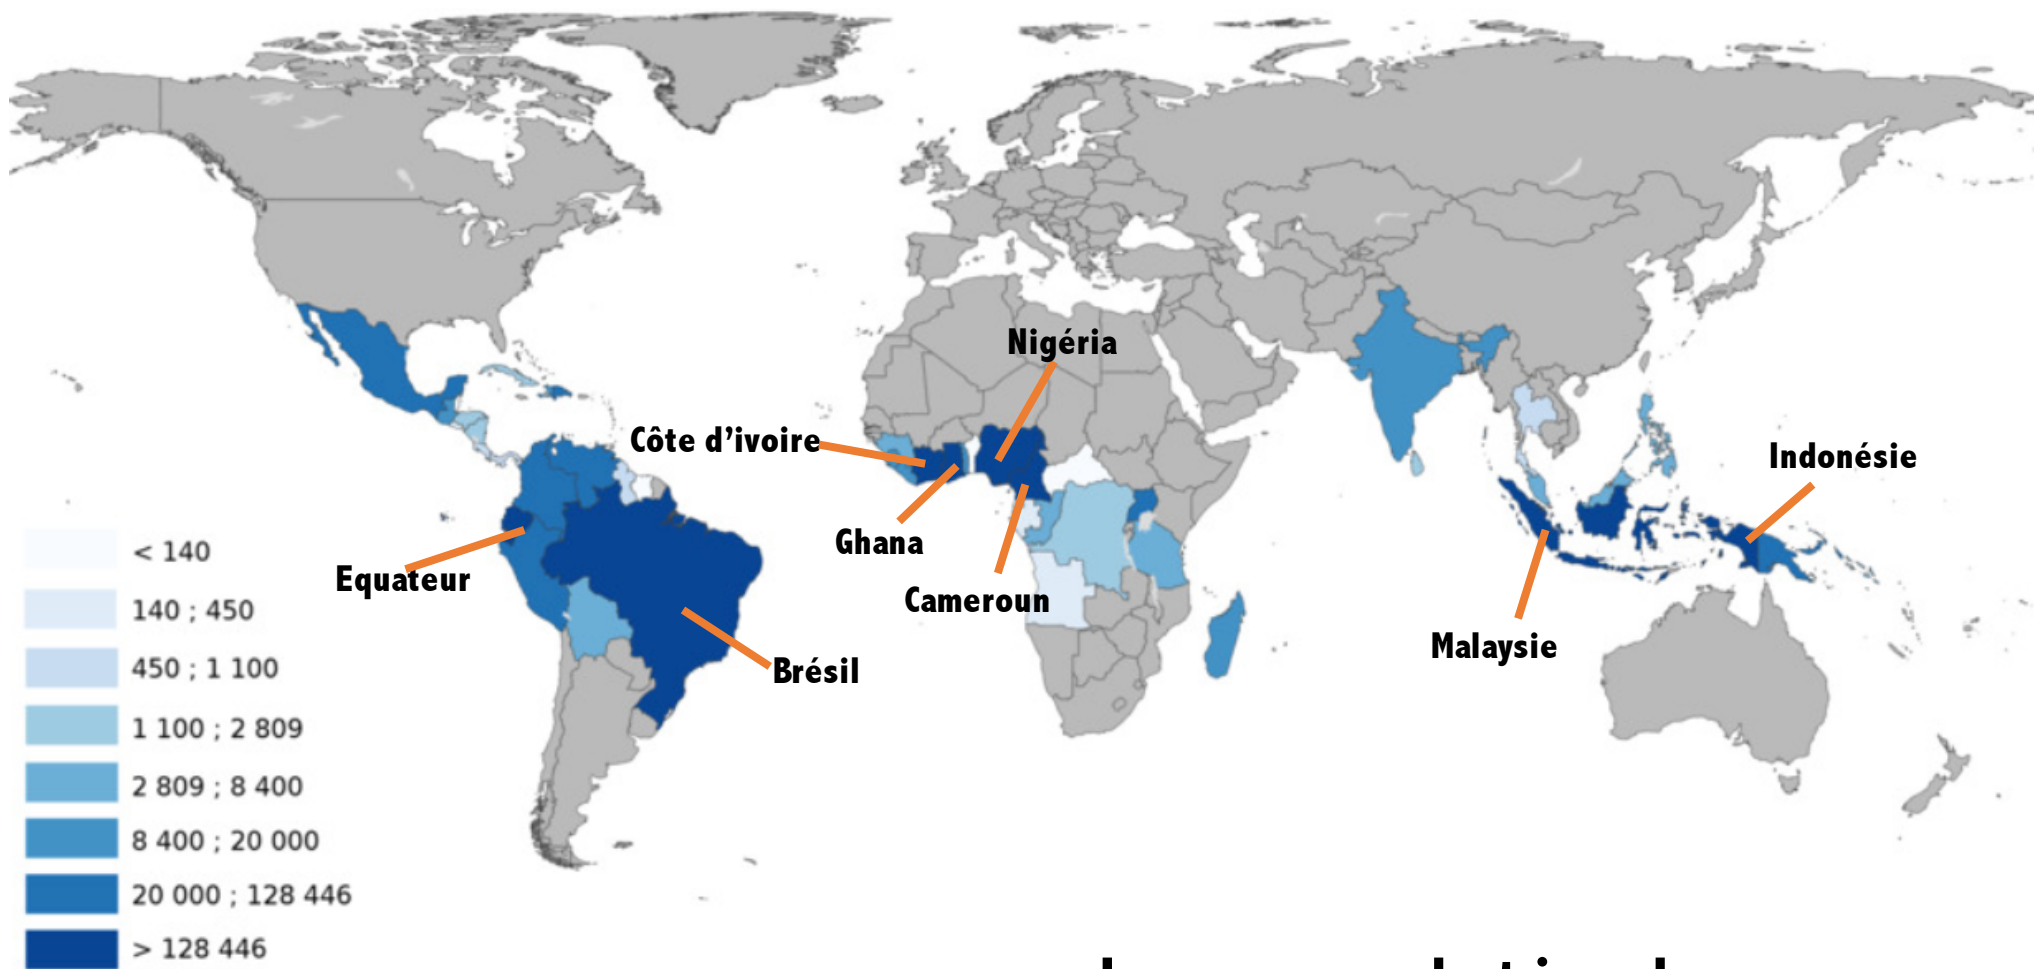 Nigéria
Côte d'ivoire
Indonésie
Ghana
Equateur
Cameroun
Malaysie
Brésil
< 140
140 ; 450
450 ; 1 100
1 100 ; 2 809
2 809 ; 8 400
8 400 ; 20 000
20 000 ; 128 446
> 128 446